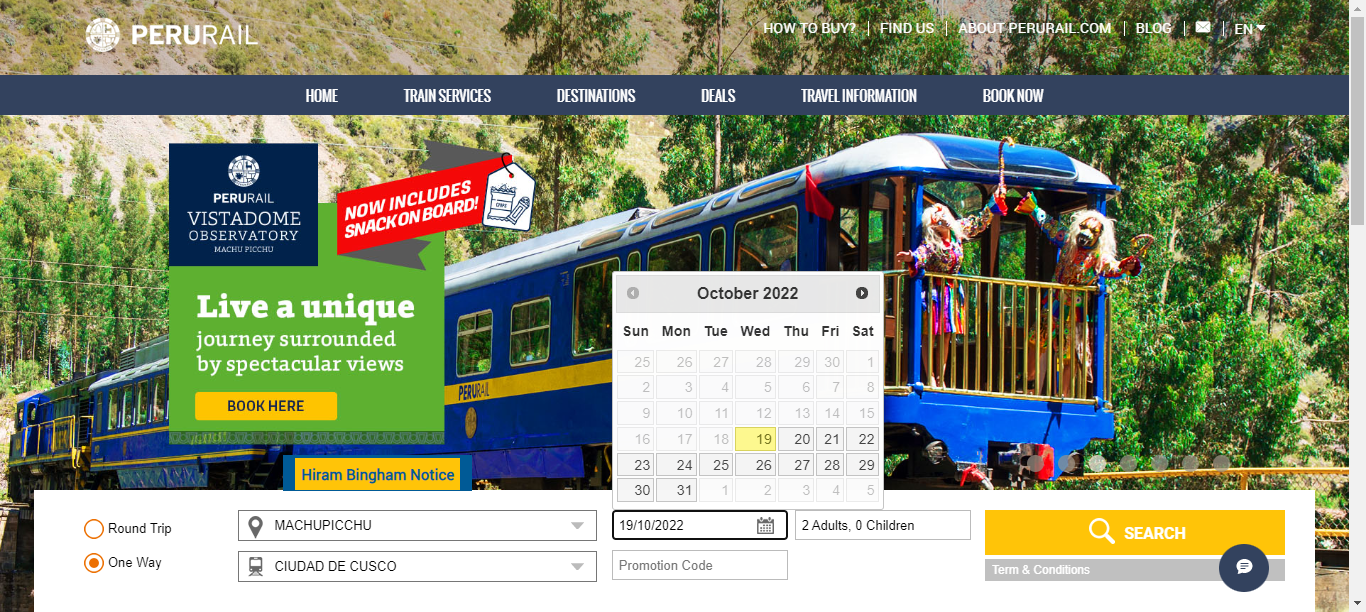 PERURAIL
HOW TO BUY? | FIND US | ABOUT PERURAIL.COM | BLOG | EN
HOME TRAIN SERVICES DESTINATIONS DEALS TRAVEL INFORMATION BOOK NOW
PERURAIL
VISTADOME
OBSERVATORY
MACHU PICCHU
NOW INCLUDES
SNACK ON BOARD!
Live a unique
journey surrounded
by spectacular views
BOOK HERE
PERURAIL
Hiram Bingham Notice
October 2022
Sun Mon Tue Wed Thu Fri Sat
25 26 27 28 29 30 1
2 3 4 5 6 7 8
9 10 11 12 13 14 15
16 17 18 19 20 21 22
23 24 25 26 27 28 29
30 31 1 2 3 4 5
Round Trip
One Way
MACHUPICCHU
CIUDAD DE CUSCO
19/10/2022
2 Adults, 0 Children
Promotion Code
SEARCH
Term & Conditions